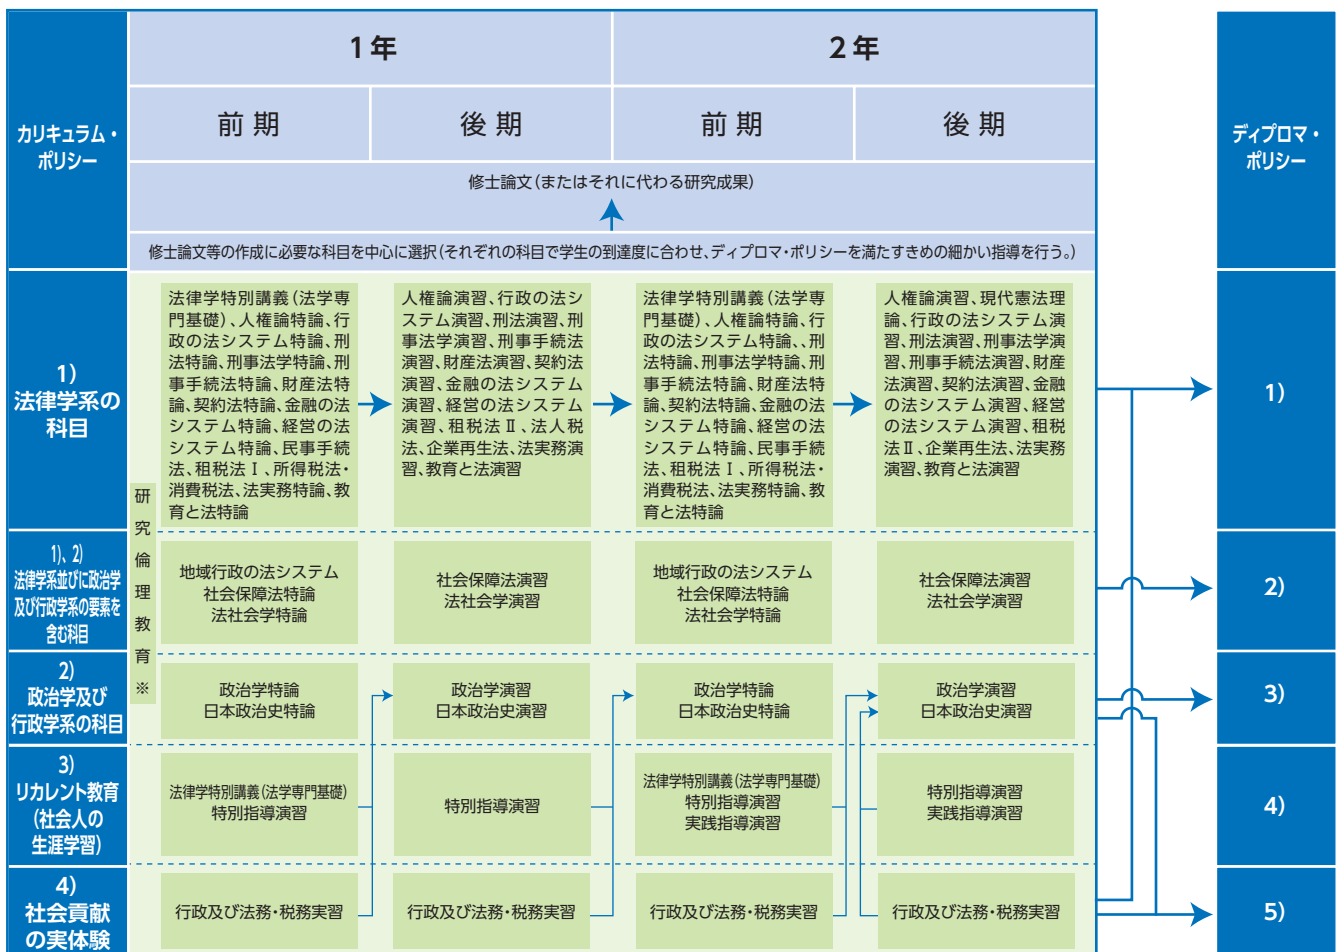 カリキュラム・
ポリシー
1年
2年
前 期
後 期
前 期
後 期
修士論文(またはそれに代わる研究成果)
修士論文等の作成に必要な科目を中心に選択(それぞれの科目で学生の到達度に合わせ、ディプロマ・ポリシーを満たすきめの細かい指導を行う。)
ディプロマ・
ポリシー
1)
法律学系の
科目
研
究
倫
理
教
育
※
法律学特別講義(法学専
門基礎)、人権論特論、行
政の法システム特論、刑
法特論、刑事法学特論、刑
事手続法特論、財産法特
論、契約法特論、金融の法
システム特論、経営の法
システム特論、民事手続
法、租税法Ⅰ、所得税法・
消費税法、法実務特論、教
育と法特論
人権論演習、行政の法シ
ステム演習、刑法演習、刑
事法学演習、刑事手続法
演習、財産法演習、契約法
演習、金融の法システム
演習、経営の法システム
演習、租税法Ⅱ、法人税
法、企業再生法、法実務演
習、教育と法演習
法律学特別講義(法学専
門基礎)、人権論特論、行
政の法システム特論、、刑
法特論、刑事法学特論、刑
事手続法特論、財産法特
論、契約法特論、金融の法
システム特論、経営の法
システム特論、民事手続
法、租税法Ⅰ、所得税法・
消費税法、法実務特論、教
育と法特論
人権論演習、現代憲法理
論、行政の法システム演
習、刑法演習、刑事法学演
習、刑事手続法演習、財産
法演習、契約法演習、金融
の法システム演習、経営
の法システム演習、租税
法Ⅱ、企業再生法、法実務
演習、教育と法演習
1)
1)、2)
法律学系並びに政治学
及び行政学系の要素を
含む科目
地域行政の法システム
社会保障法特論
法社会学特論
社会保障法演習
法社会学演習
地域行政の法システム
社会保障法特論
法社会学特論
社会保障法演習
法社会学演習
2)
2)
政治学及び
行政学系の科目
政治学特論
日本政治史特論
政治学演習
日本政治史演習
政治学特論
日本政治史特論
政治学演習
日本政治史演習
3)
3)
リカレント教育
(社会人の
生涯学習)
法律学特別講義(法学専門基礎)
特別指導演習
特別指導演習
法律学特別講義(法学専門基礎)
特別指導演習
実践指導演習
特別指導演習
実践指導演習
4)
4)
社会貢献
の実体験
行政及び法務・税務実習
行政及び法務・税務実習
行政及び法務・税務実習
行政及び法務・税務実習
5)